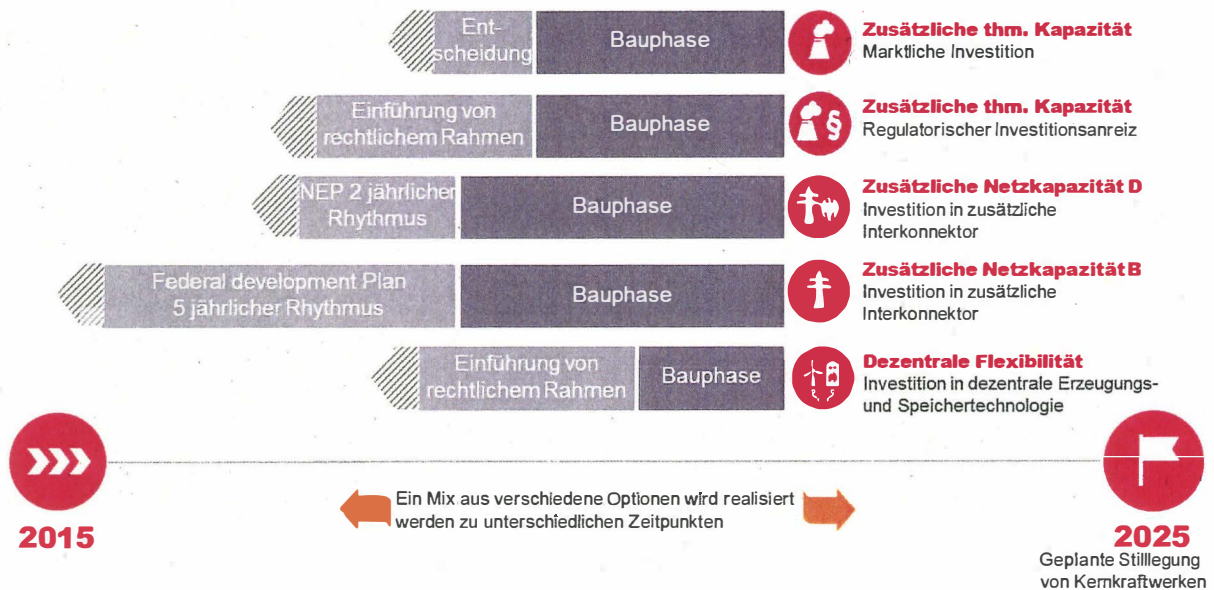 Ent-
scheidung
Bauphase
Zusätzliche thm. Kapazität
Marktliche Investition
Einführung von
rechtlichem Rahmen
Bauphase
§
Zusätzliche thm. Kapazität
Regulatorischer Investitionsanreiz
NEP 2 jährlicher
Rhythmus
Bauphase
Zusätzliche Netzkapazität D
Investition in zusätzliche
Interkonnektor
Federal development Plan
5 jährlicher Rhythmus
Bauphase
Zusätzliche Netzkapazität B
Investition in zusätzliche
Interkonnektor
Einführung von
rechtlichem Rahmen
Bauphase
Dezentrale Flexibilität
Investition in dezentrale Erzeugungs-
und Speichertechnologie
Ein Mix aus verschiedene Optionen wird realisiert
werden zu unterschiedlichen Zeitpunkten
2015
2025
Geplante Stilllegung
von Kernkraftwerken